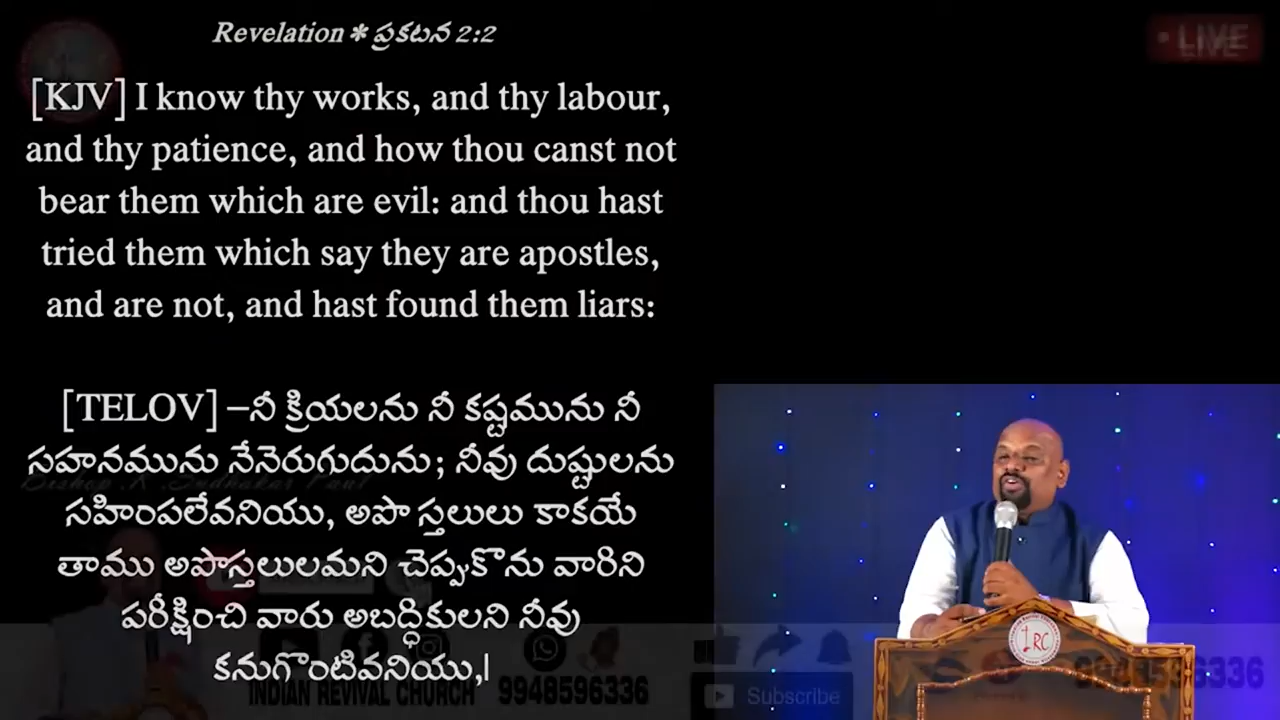 Revelation * ప్రకటన 2:2
• LIVE
[KJV] I know thy works, and thy labour,
and thy patience, and how thou canst not
bear them which are evil: and thou hast
tried them which say they are apostles,
and are not, and hast found them liars:
[TELOV] –నీ క్రియలను నీ కష్టమును నీ
సహనమును నేనెరుగుదును; నీవు దుష్టులను
సహింపలేవనియు, అపొ స్తలులు కాకయే
తాము అపొస్తలులమని చెప్పుకొను వారిని
పరీక్షించి వారు అబద్ధికులని నీవు
కనుగొంటివనియు,|
IRC
INDIAN REVIVAL CHURCH
9948596336
Subscribe
9948596336